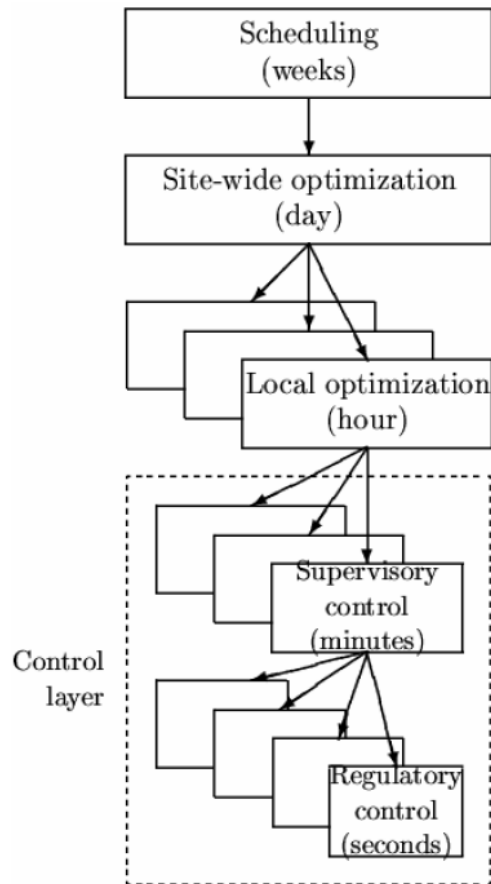 Scheduling
(weeks)
Site-wide optimization
(day)
Local optimization
(hour)
Supervisory
control
(minutes)
Control
layer
Regulatory
control
(seconds)